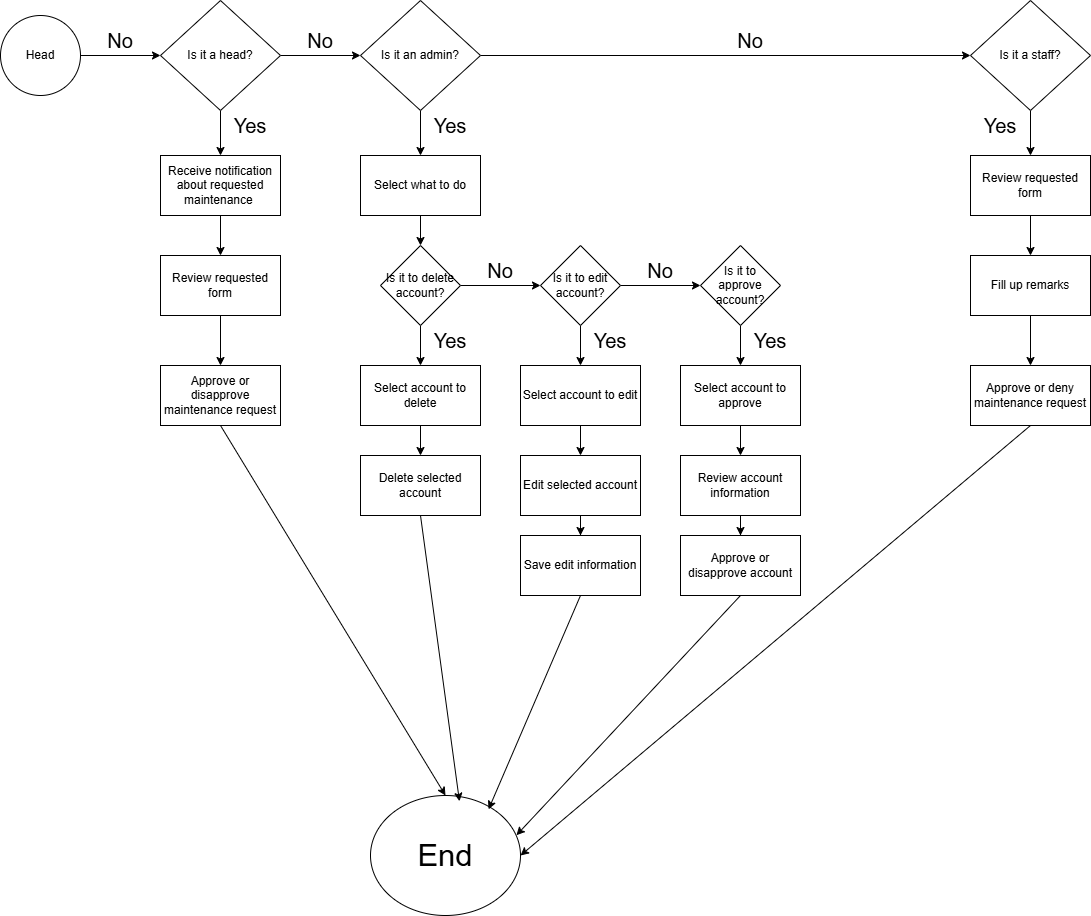 Head
No
Is it a head?
No
Is it an admin?
No
Is it a staff?
Yes
Yes
Yes
Receive notification
about requested
maintenance
Select what to do
Review requested
form
Review requested
form
Is it to delete
account?
No
Is it to edit
account?
No
Is it to
approve
account?
Fill up remarks
Yes
Yes
Yes
Approve or
disapprove
maintenance request
Select account to
delete
Select account to edit
Select account to
approve
Approve or deny
maintenance request
Delete selected
account
Edit selected account
Review account
information
Save edit information
Approve or
disapprove account
End